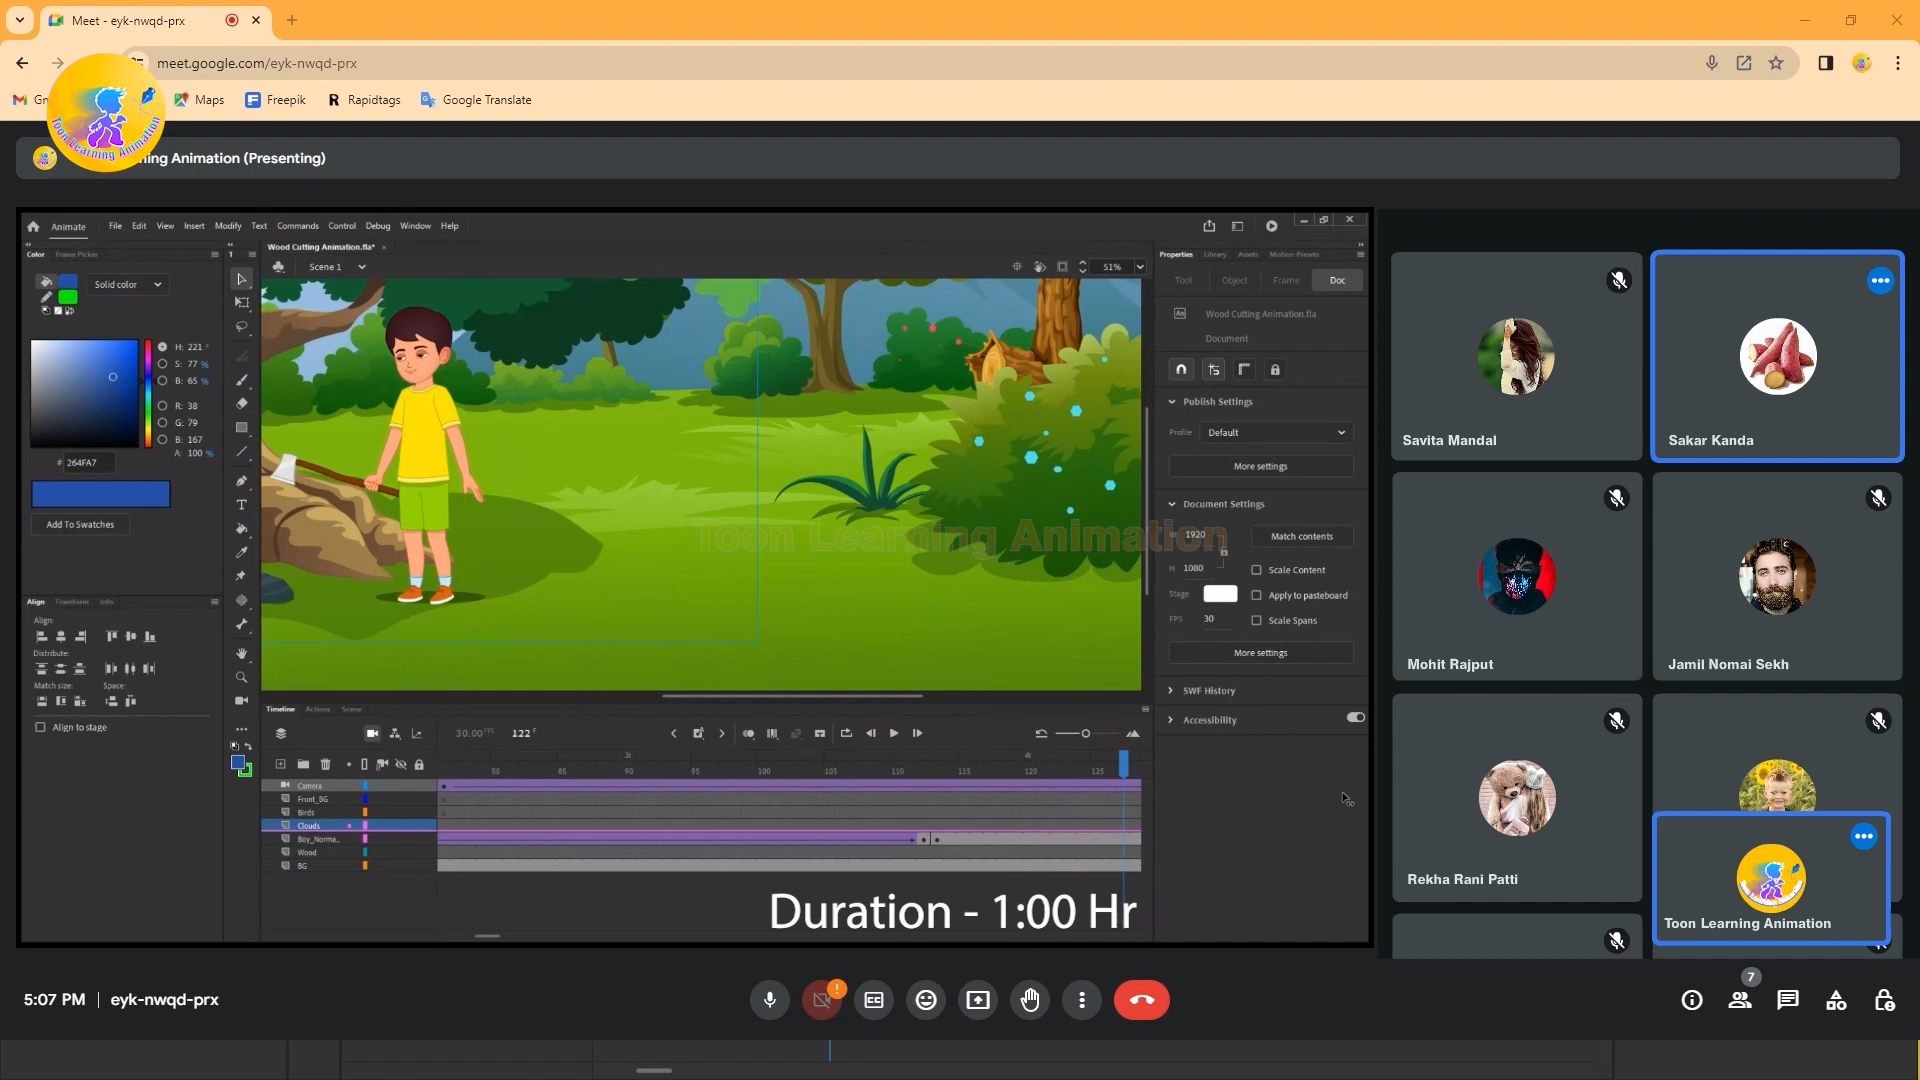 Meet - eyk-nwqd-prx
meet.google.com/eyk-nwqd-prx
Maps
Freepik
Rapidtags
Google Translate
Toon Learning Animation
Animation (Presenting)
Animate
File
Edit
View
Insert
Modify
Text
Commands
Control
Debug
Window
Help
Color
Frame Picker
Wood Cutting Animation.fla*
Scene 1
51%
Solid color
H: 221 °
S: 77 %
B: 65 %
R: 38
G: 79
B: 167
A: 100 %
# 264FA7
Add To Swatches
Align
Transform
Info
Align:
Distribute:
Match size:
Space:
Align to stage
Properties
Library
Assets
Motion Presets
Tool
Object
Frame
Doc
An
Wood Cutting Animation.fla
Document
Publish Settings
Profile
Default
More settings
Document Settings
W 1920
Match contents
H 1080
Scale Content
Stage
Apply to pasteboard
FPS
30
Scale Spans
More settings
SWF History
Accessibility
Toon Learning Animation
Timeline
Actions
Scene
30.00 FPS
122 F
3s
4s
80
85
90
95
100
105
110
115
120
125
Camera
Front_BG
Birds
Clouds
Boy_Norma...
Wood
BG
Duration - 1:00 Hr
Savita Mandal
Sakar Kanda
Mohit Rajput
Jamil Nomai Sekh
Rekha Rani Patti
Toon Learning Animation
5:07 PM | eyk-nwqd-prx
CC
7